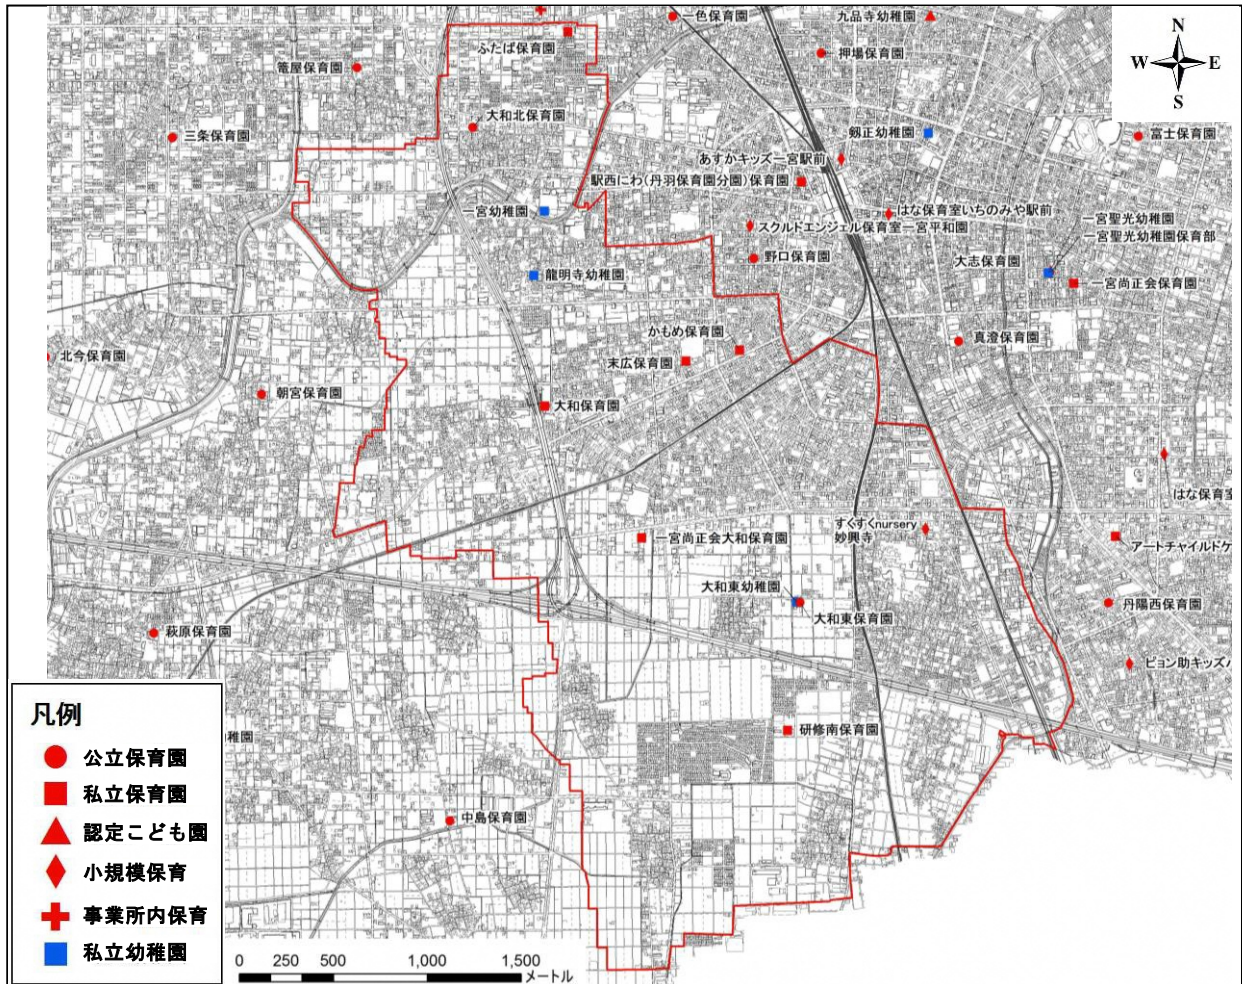 一色保育園
九品寺幼稚園
ふたば保育園
押場保育園
N
W
E
S
篭屋保育園
大和北保育園
三条保育園
剱正幼稚園
富士保育園
あすかキッズ一宮駅前
駅西にわ(丹羽保育園分園)保育園
一宮幼稚園
はな保育室いちのみや駅前
一宮聖光幼稚園
スクルドエンジェル保育室一宮平和園
一宮聖光幼稚園保育部
野口保育園
大志保育園
龍明寺幼稚園
一宮尚正会保育園
かもめ保育園
真澄保育園
北今保育園
末広保育園
朝宮保育園
大和保育園
はな保育室
すくすくnursery
妙興寺
一宮尚正会大和保育園
アートチャイルドケ
大和東幼稚園
丹陽西保育園
大和東保育園
萩原保育園
ピョン助キッズハ
研修南保育園
稚園
中島保育園
凡例
公立保育園
私立保育園
認定こども園
小規模保育
事業所内保育
私立幼稚園
0 250 500 1,000 1,500
メートル